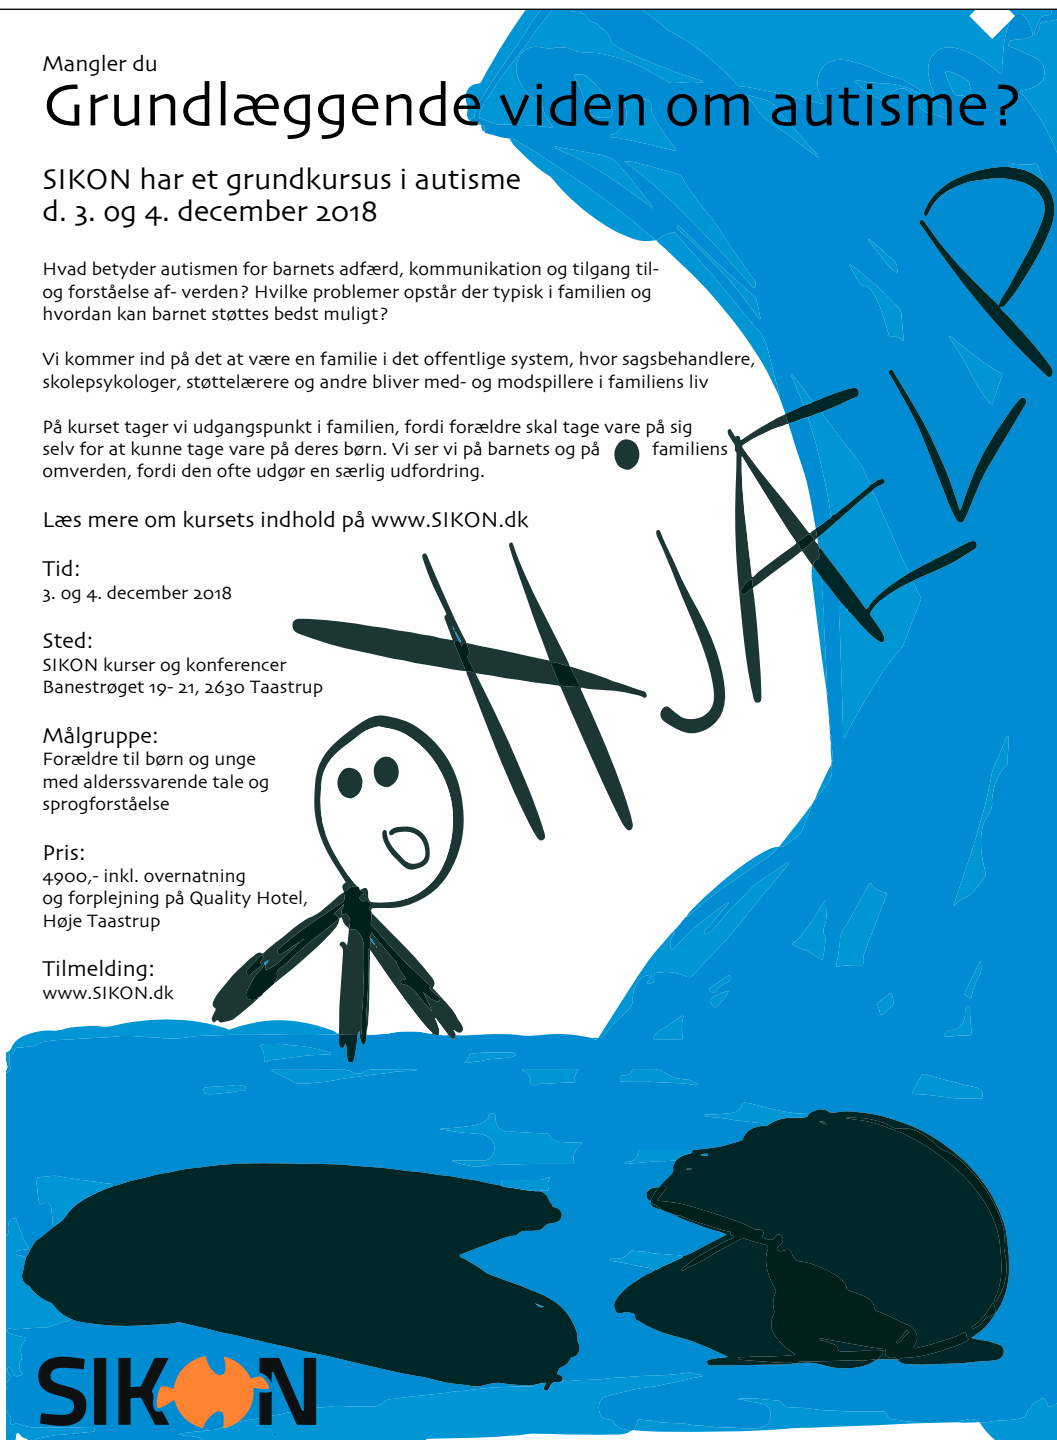 Mangler du
Grundlæggende viden om autisme?
SIKON har et grundkursus i autisme
d. 3. og 4. december 2018
Hvad betyder autismen for barnets adfærd, kommunikation og tilgang til-
og forståelse af- verden? Hvilke problemer opstår der typisk i familien og
hvordan kan barnet støttes bedst muligt?
Vi kommer ind på det at være en familie i det offentlige system, hvor sagsbehandlere,
skolepsykologer, støttelærere og andre bliver med- og modspillere i familiens liv
På kurset tager vi udgangspunkt i familien, fordi forældre skal tage vare på sig
selv for at kunne tage vare på deres børn. Vi ser vi på barnets og på familiens
omverden, fordi den ofte udgør en særlig udfordring.
Læs mere om kursets indhold på www.SIKON.dk
Tid:
3. og 4. december 2018
Sted:
SIKON kurser og konferencer
Banestrøget 19- 21, 2630 Taastrup
Målgruppe:
Forældre til børn og unge
med alderssvarende tale og
sprogforståelse
Pris:
4900,- inkl. overnatning
og forplejning på Quality Hotel,
Høje Taastrup
Tilmelding:
www.SIKON.dk
HJÆLP
SIKON